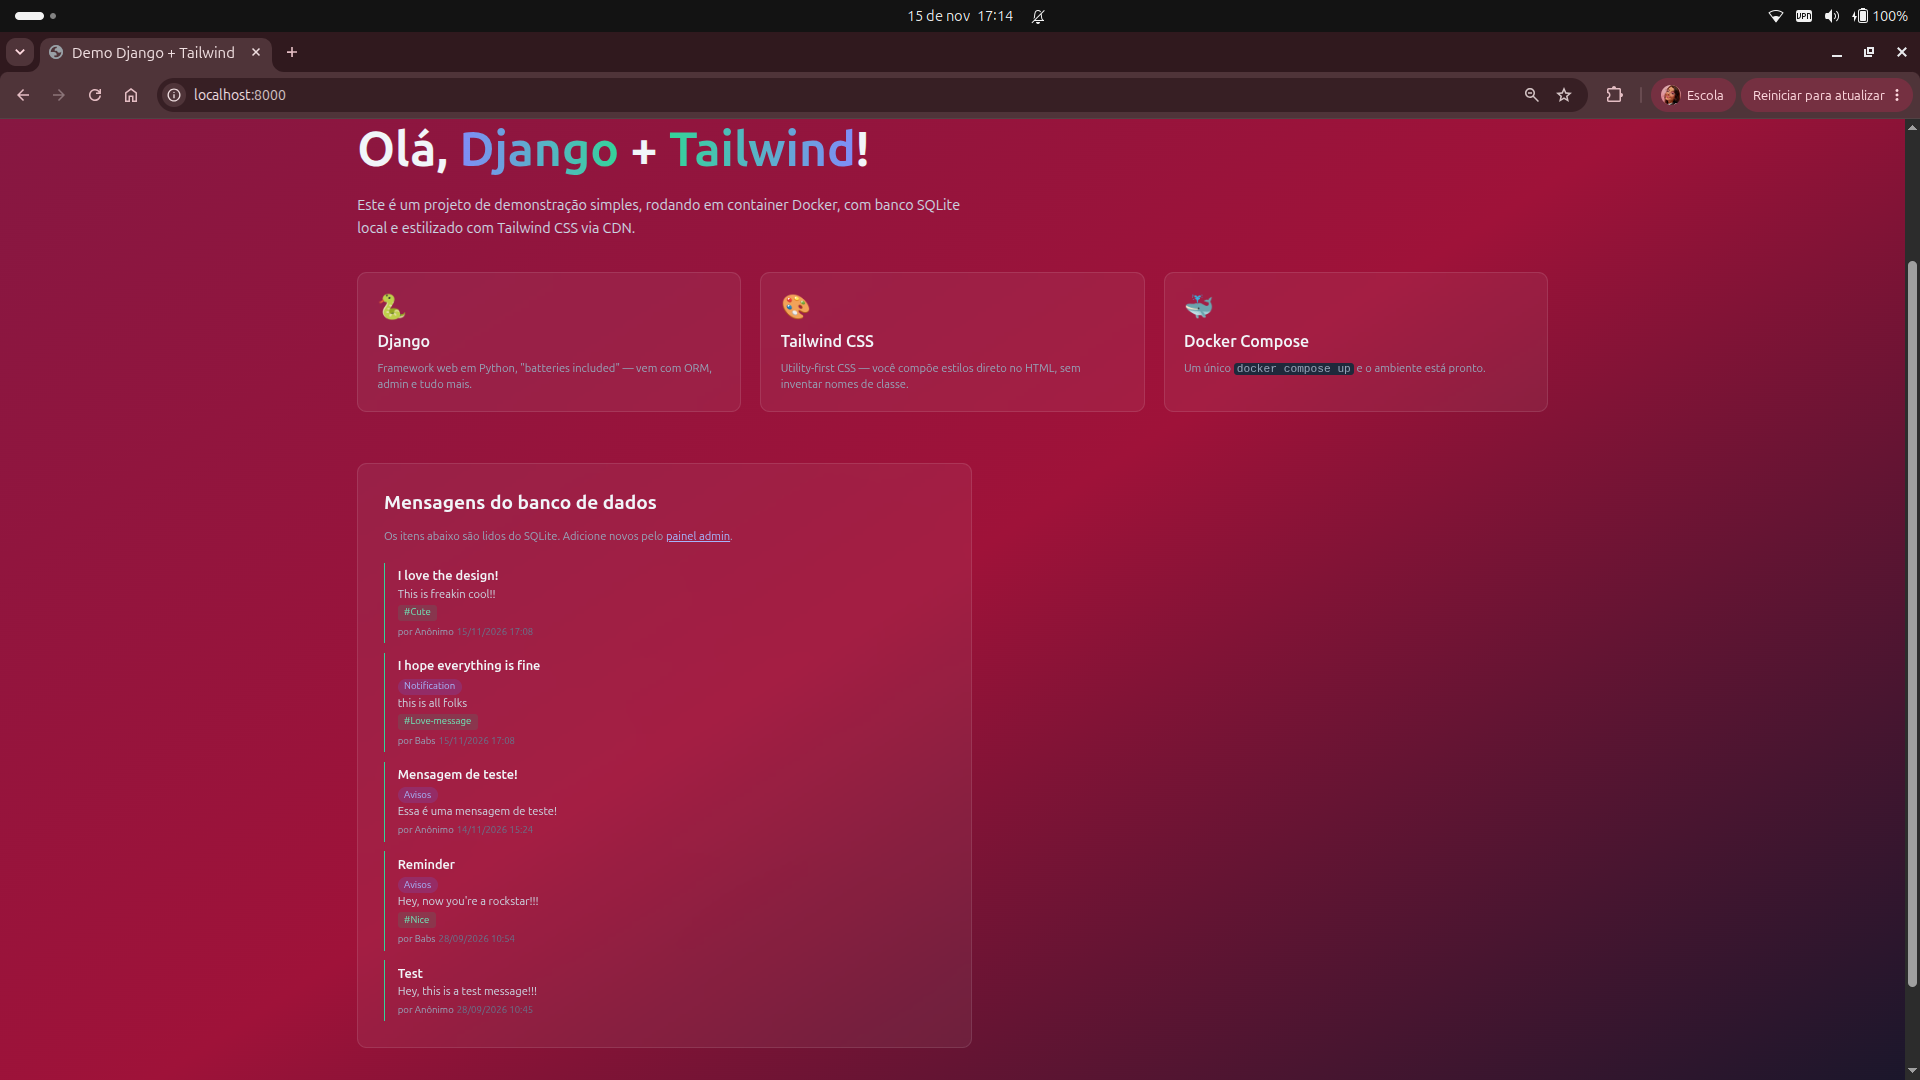 15 de nov 17:14
100%
Demo Django + Tailwind
localhost:8000
Escola
Reiniciar para atualizar
Olá, Django + Tailwind!
Este é um projeto de demonstração simples, rodando em container Docker, com banco SQLite
local e estilizado com Tailwind CSS via CDN.
Django
Framework web em Python, "batteries included" — vem com ORM,
admin e tudo mais.
Tailwind CSS
Utility-first CSS — você compõe estilos direto no HTML, sem
inventar nomes de classe.
Docker Compose
Um único docker compose up e o ambiente está pronto.
Mensagens do banco de dados
Os itens abaixo são lidos do SQLite. Adicione novos pelo painel admin.
I love the design!
This is freakin cool!!
#Cute
por Anônimo 15/11/2026 17:08
I hope everything is fine
Notification
this is all folks
#Love-message
por Babs 15/11/2026 17:08
Mensagem de teste!
Avisos
Essa é uma mensagem de teste!
por Anônimo 14/11/2026 15:24
Reminder
Avisos
Hey, now you're a rockstar!!!
#Nice
por Babs 28/09/2026 10:54
Test
Hey, this is a test message!!!
por Anônimo 28/09/2026 10:45